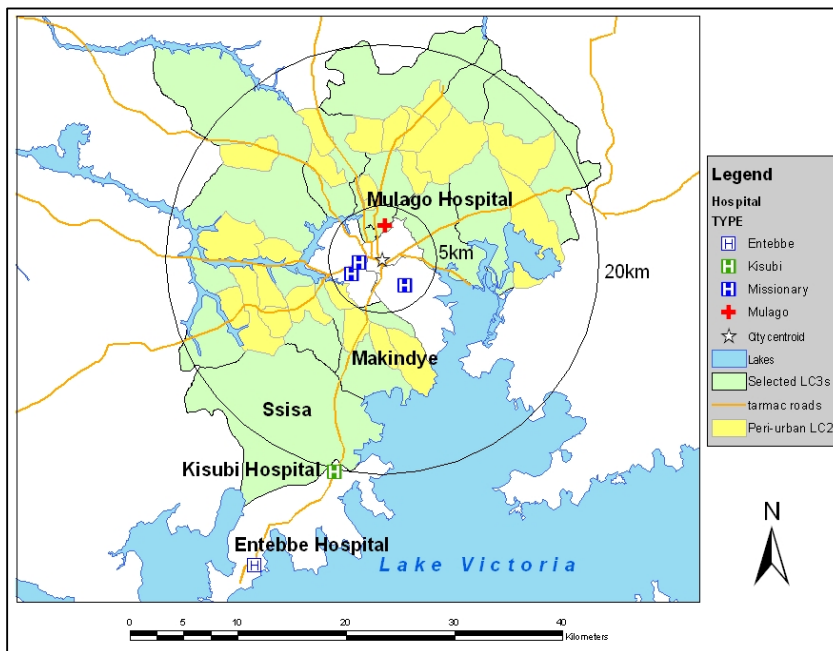 Mulago Hospital
5km
20km
Makindye
Ssisa
Kisubi Hospital
Entebbe Hospital
Lake Victoria
Legend
Hospital
TYPE
H Entebbe
H Kisubi
H Missionary
Mulago
City centroid
Lakes
Selected LC3s
tarmac roads
Peri-urban LC2
N
0 10 20 30 40
Kilometers